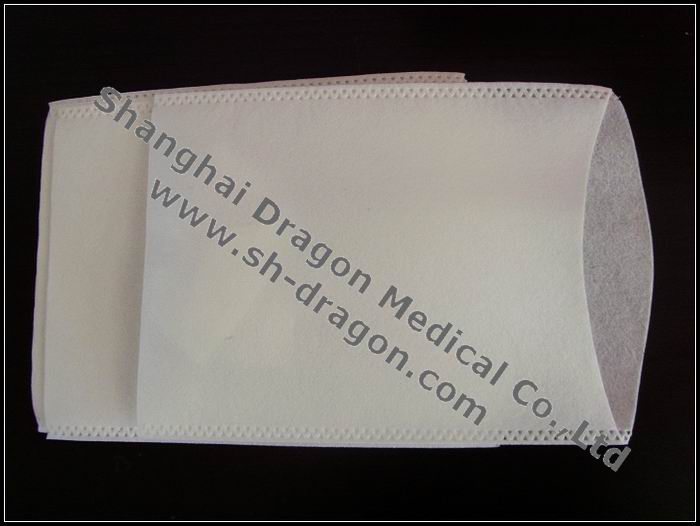 Shanghai Dragon Medical Co.,Ltd
www.sh-dragon.com